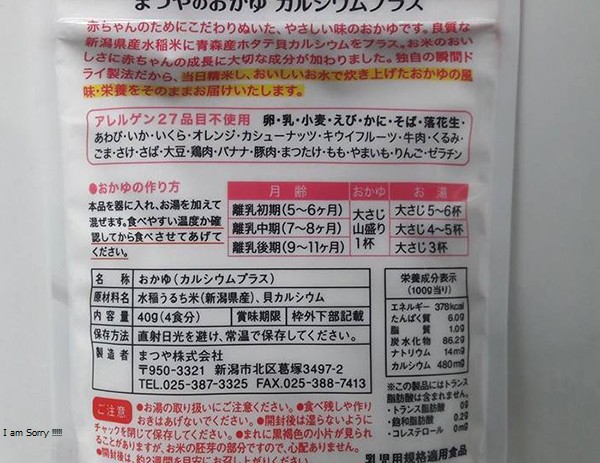 まつやのおかゆ カルシウムプラス
赤ちゃんのためにこだわりぬいた、やさしい味のおかゆです。良質な
新潟県産水稲米に青森産ホタテ貝カルシウムをプラス。お米のおい
しさに赤ちゃんの成長に大切な成分が加わりました。独自の瞬間ド
ライ製法だから、当日精米し、おいしいお水で炊き上げたおかゆの風
味・栄養をそのままお届けいたします。
アレルゲン27品目不使用 卵・乳・小麦・えび・かに・そば・落花生・
あわび・いか・いくら・オレンジ・カシューナッツ・キウイフルーツ・牛肉・くるみ・
ごま・さけ・さば・大豆・鶏肉・バナナ・豚肉・まつたけ・もも・やまいも・りんご・ゼラチン
●おかゆの作り方
本品を器に入れ、お湯を加えて
混ぜます。食べやすい温度か確
認してから食べさせてあげて
ください。
月齢 おかゆ お湯
離乳初期(5〜6ヶ月) 大さじ 大さじ5〜6杯
離乳中期(7〜8ヶ月) 山盛り 大さじ4〜5杯
離乳後期(9〜11ヶ月) 1杯 大さじ3杯
名称 おかゆ(カルシウムプラス)
原材料名 水稲うるち米(新潟県産)、貝カルシウム
内容量 40g(4食分) 賞味期限 枠外下部記載
保存方法 直射日光を避け、常温で保存してください。
製造者 まつや株式会社
〒950-3321 新潟市北区葛塚3497-2
TEL.025-387-3325 FAX.025-388-7413
栄養成分表示
(100g当り)
エネルギー 378kcal
たんぱく質 6.0g
脂質 1.0g
炭水化物 86.2g
ナトリウム 14mg
カルシウム 480mg
※この製品にはトランス
脂肪酸は含まれません。
・トランス脂肪酸 0g
・飽和脂肪酸 0.2g
・コレステロール 0mg
乳児用規格適用食品
ご注意 ●お湯の取り扱いにご注意ください。●食べ残しや作り
おきはあげないでください。●開封後は湿らないように
チャックを閉じて保存してください。●まれに黒褐色の小片が見られ
ることがありますが、お米の胚芽の部分ですので、心配ありません。
●開封後は、約2週間を目安にお召し上がりください。
I am Sorry !!!!!